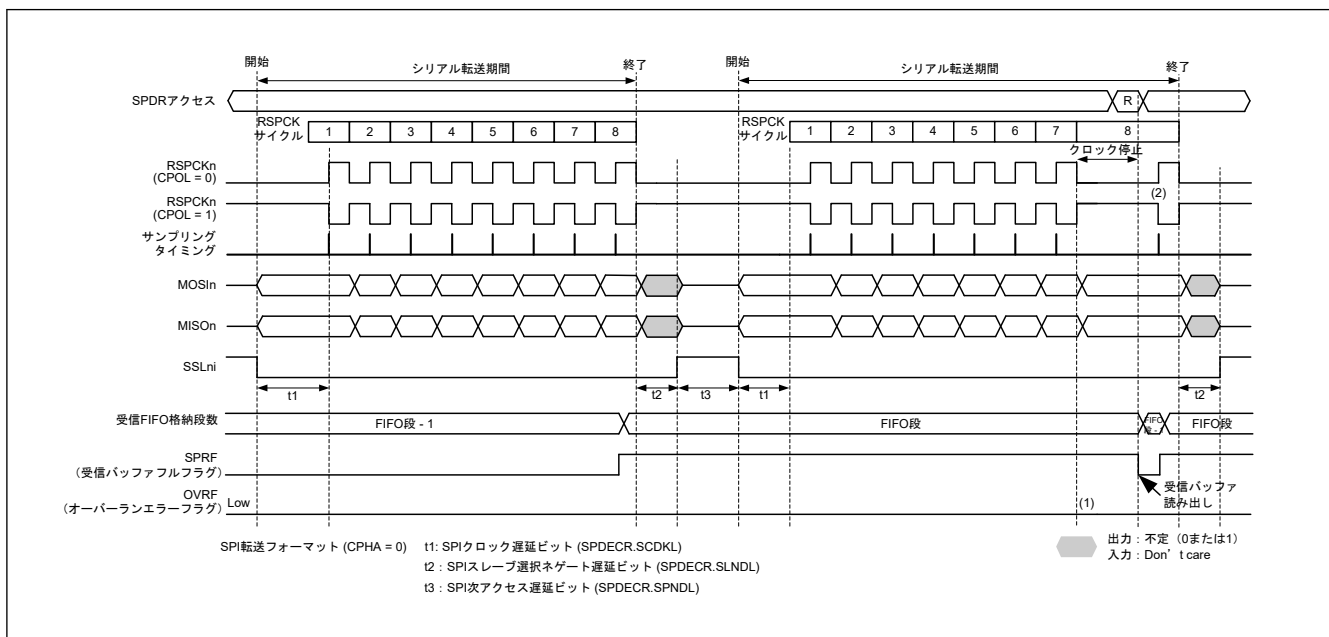 開始 シリアル転送期間 終了 開始 シリアル転送期間 終了
SPDRアクセス R
RSPCK サイクル 1 2 3 4 5 6 7 8 RSPCK サイクル 1 2 3 4 5 6 7 8
クロック停止
RSPCKn
(CPOL = 0)
RSPCKn
(CPOL = 1)
(2)
サンプリング
タイミング
MOSIn
MISOn
SSLni
t1 t2 t3 t1 t2
受信FIFO格納段数 FIFO段 - 1 FIFO段 FIFO段 - 1 FIFO段
SPRF
(受信バッファフルフラグ)
受信バッファ
読み出し
OVRF
(オーバーランエラーフラグ) Low (1)
SPI転送フォーマット (CPHA = 0) t1: SPIクロック遅延ビット (SPDECR.SCDKL)
t2 : SPIスレーブ選択ネゲート遅延ビット (SPDECR.SLNDL)
t3 : SPI次アクセス遅延ビット (SPDECR.SPNDL)
出力 : 不定(0または1)
入力 : Don't care